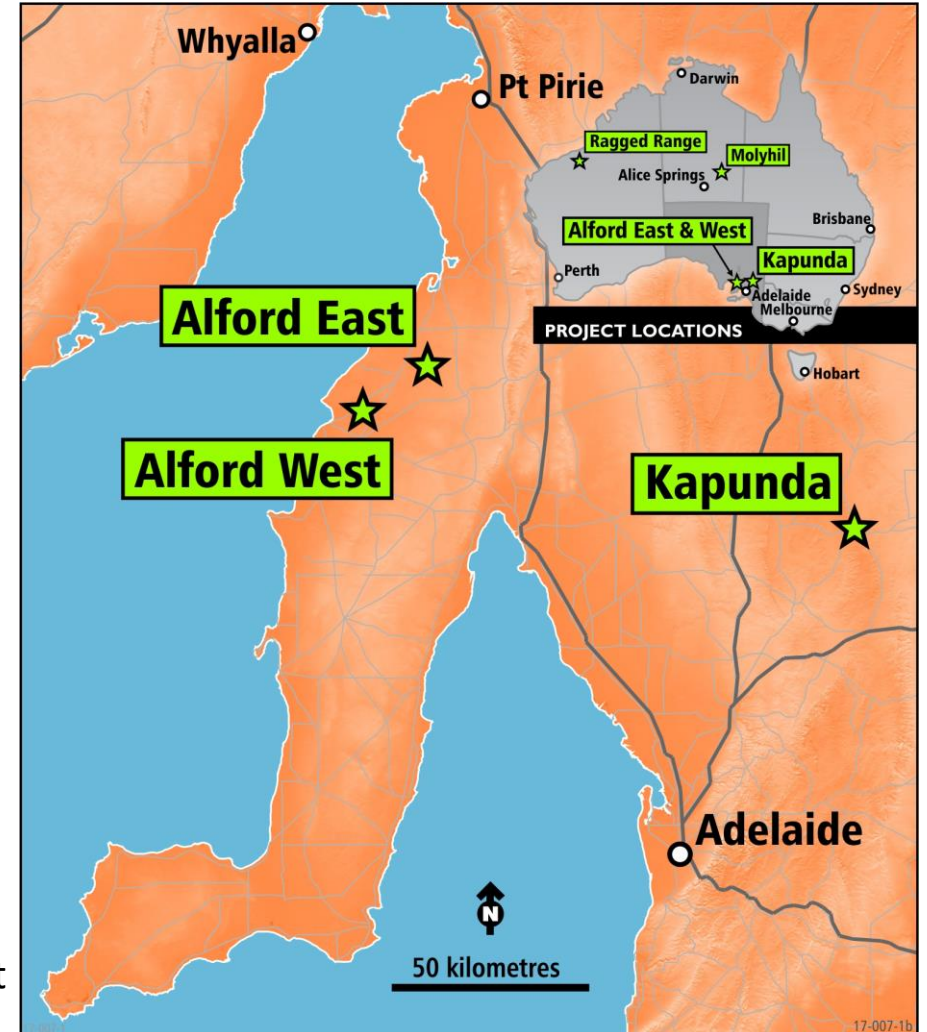 Whyalla
Pt Pirie
Darwin
Ragged Range
Molyhil
Alice Springs
Brisbane
Alford East & West
Kapunda
Perth
Adelaide
Sydney
Melbourne
PROJECT LOCATIONS
Hobart
Alford East
Alford West
Kapunda
Adelaide
N
50 kilometres
t
17-007-1b